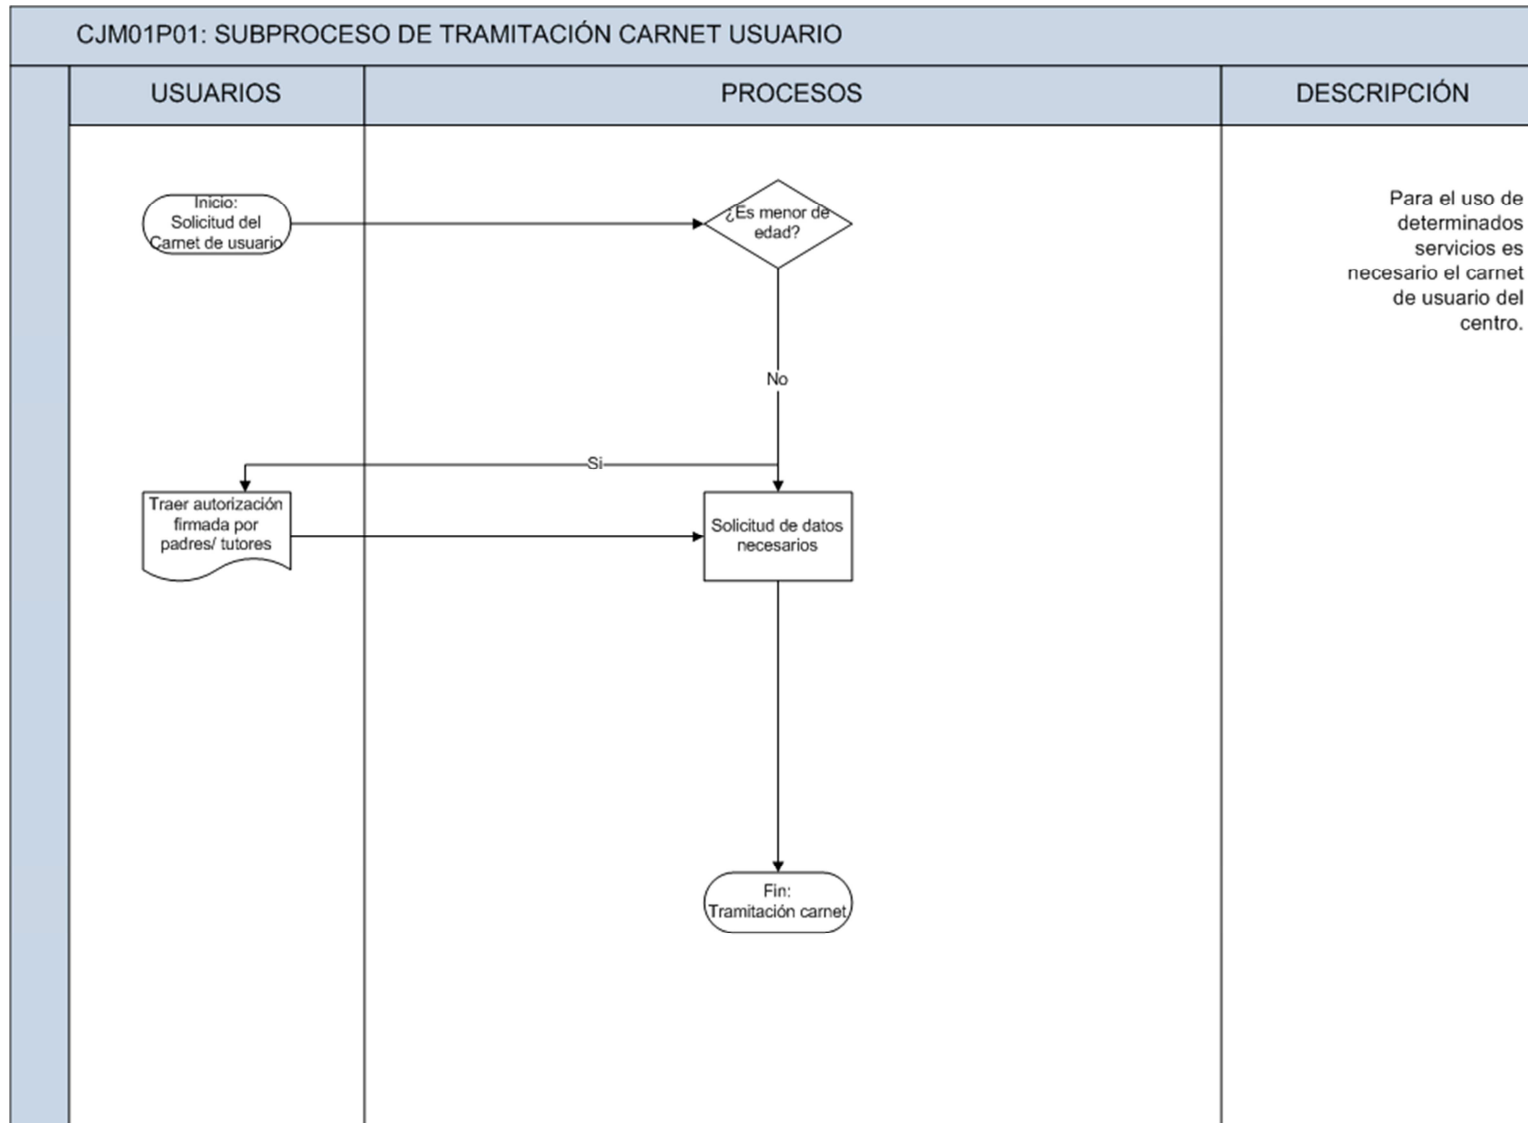 CJM01P01: SUBPROCESO DE TRAMITACIÓN CARNET USUARIO
USUARIOS
PROCESOS
DESCRIPCIÓN
Inicio:
Solicitud del
Carnet de usuario
¿Es menor de
edad?
Para el uso de
determinados
servicios es
necesario el carnet
de usuario del
centro.
No
Si
Traer autorización
firmada por
padres/ tutores
Solicitud de datos
necesarios
Fin:
Tramitación carnet